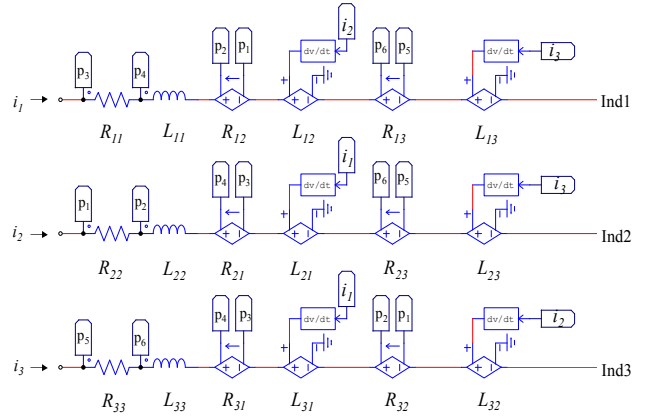 i₂
p₂ p₁ dv/dt p₆ p₅ dv/dt i₃
p₃ p₄
i₁ Ind1
R₁₁ L₁₁ R₁₂ L₁₂ R₁₃ L₁₃
i₁
p₄ p₃ dv/dt p₆ p₅ dv/dt i₃
p₁ p₂
i₂ Ind2
R₂₂ L₂₂ R₂₁ L₂₁ R₂₃ L₂₃
i₁
p₄ p₃ dv/dt p₂ p₁ dv/dt i₂
p₅ p₆
i₃ Ind3
R₃₃ L₃₃ R₃₁ L₃₁ R₃₂ L₃₂